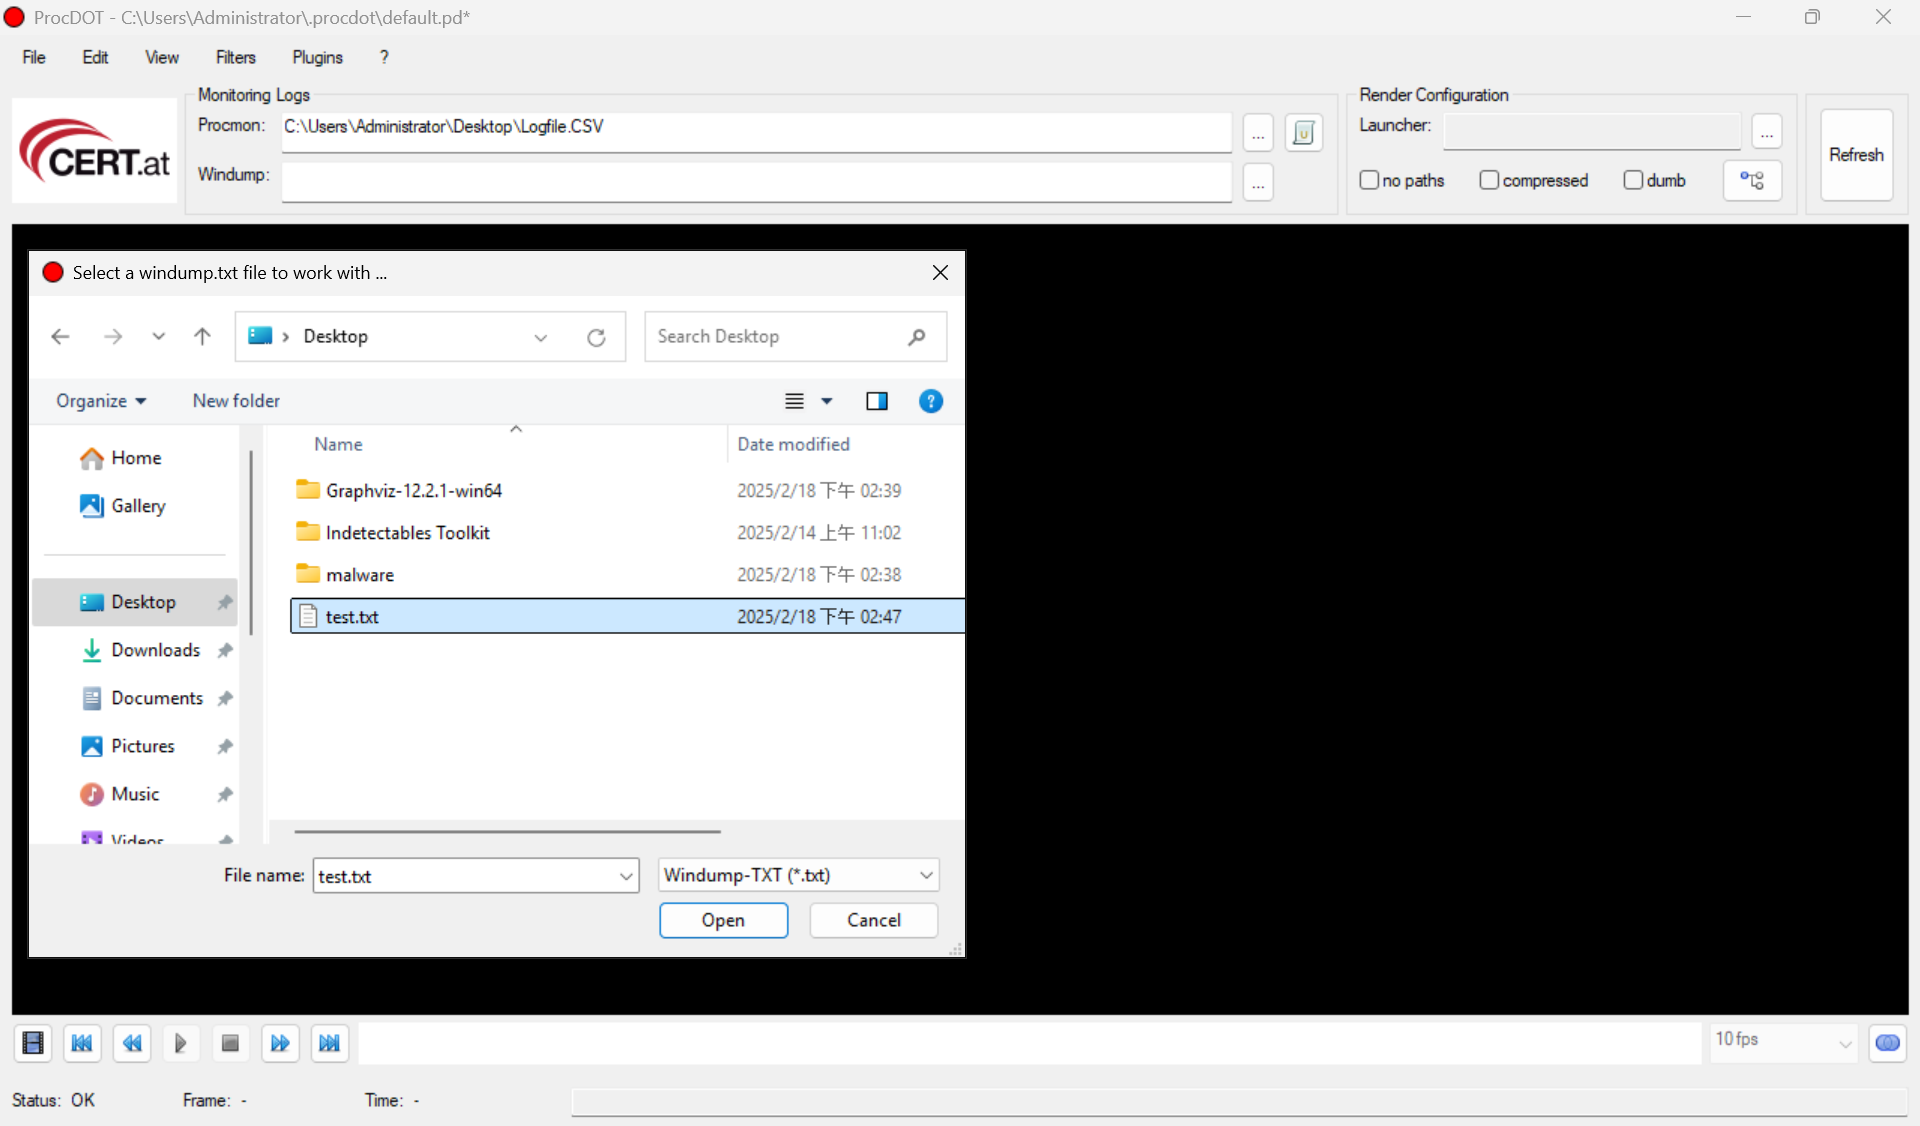 ProcDOT - C:\Users\Administrator\.procdot\default.pd*
File Edit View Filters Plugins ?
CERT.at
Monitoring Logs
Procmon: C:\Users\Administrator\Desktop\Logfile.CSV ...
Windump: ...
Render Configuration
Launcher: ...
no paths compressed dumb
Refresh
Select a windump.txt file to work with ...
Desktop
Search Desktop
Organize New folder ?
Home
Gallery
Desktop
Downloads
Documents
Pictures
Music
Videos
Name Date modified
Graphviz-12.2.1-win64 2025/2/18 下午 02:39
Indetectables Toolkit 2025/2/14 上午 11:02
malware 2025/2/18 下午 02:38
test.txt 2025/2/18 下午 02:47
File name: test.txt Windump-TXT (*.txt)
Open Cancel
10 fps
Status: OK Frame: - Time: -